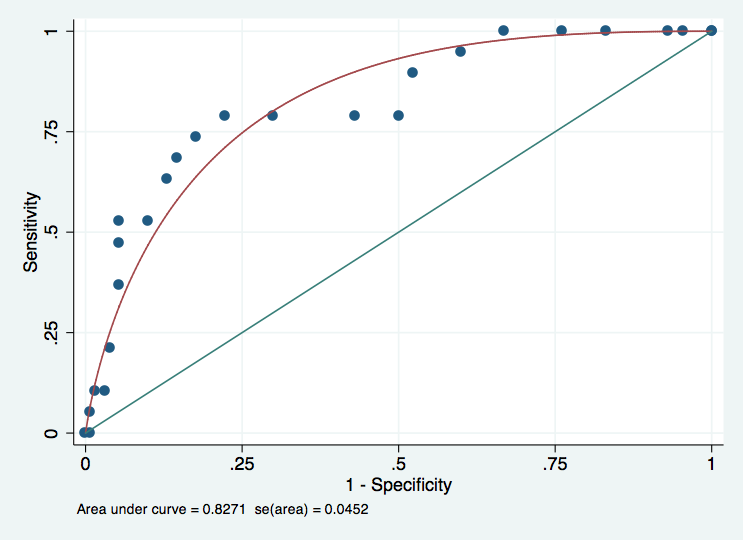 1
.75
.5
.25
0
Sensitivity
0 .25 .5 .75 1
1 - Specificity
Area under curve = 0.8271 se(area) = 0.0452